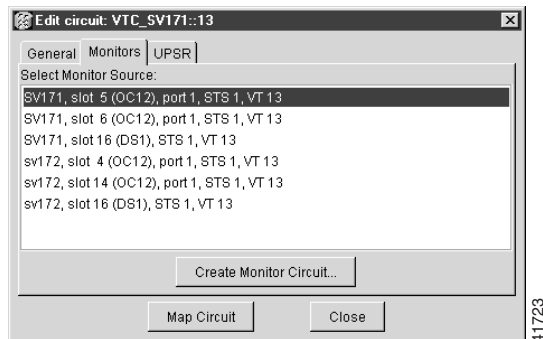 Edit circuit: VTC_SV171::13
General Monitors UPSR
Select Monitor Source:
SV171, slot 5 (OC12), port 1, STS 1, VT 13
SV171, slot 6 (OC12), port 1, STS 1, VT 13
SV171, slot 16 (DS1), STS 1, VT 13
sv172, slot 4 (OC12), port 1, STS 1, VT 13
sv172, slot 14 (OC12), port 1, STS 1, VT 13
sv172, slot 16 (DS1), STS 1, VT 13
Create Monitor Circuit...
Map Circuit Close
41723